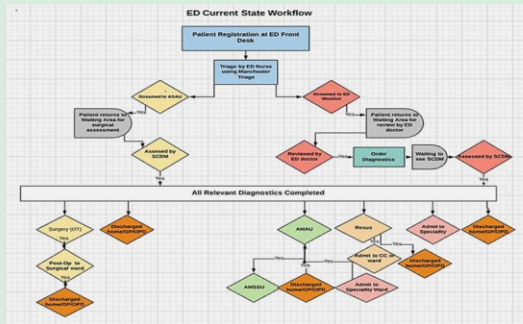 ED Current State Workflow
Patient Registration at ED Front
Desk
Triage by ED Nurse
using Manchester
Triage
Streamed to ASAU
Streamed to ED
Worklist
Yes
Yes
Patient returns to
Waiting Area for
surgical
assessment
Patient returns to
Waiting Area for
review by ED
doctor
Assesed by
SCDM
Reviewed by
ED doctor
Yes
Order
Diagnostics
Waiting to
see SCDM
Assessed by SCDM
Yes
Yes
All Relevant Diagnostics Completed
Surgery (OT)
Discharged
home/GP/OPD
AMAU
Resus
Admit to
Speciality
Discharged
home/GP/OPD
Yes
Yes
Yes
Yes
Post-Op to
Surgical ward
Admit to CC or
ward
Discharged
home/GP/OPD
Yes
Discharged
home/GP/OPD
AMSSU
Discharged
home/GP/OPD
Admit to
Speciality Ward